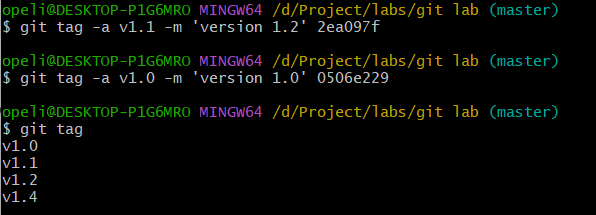 opeli@DESKTOP-P1G6MRO MINGW64 /d/Project/labs/git lab (master)
$ git tag -a v1.1 -m 'version 1.2' 2ea097f
opeli@DESKTOP-P1G6MRO MINGW64 /d/Project/labs/git lab (master)
$ git tag -a v1.0 -m 'version 1.0' 0506e229
opeli@DESKTOP-P1G6MRO MINGW64 /d/Project/labs/git lab (master)
$ git tag
v1.0
v1.1
v1.2
v1.4